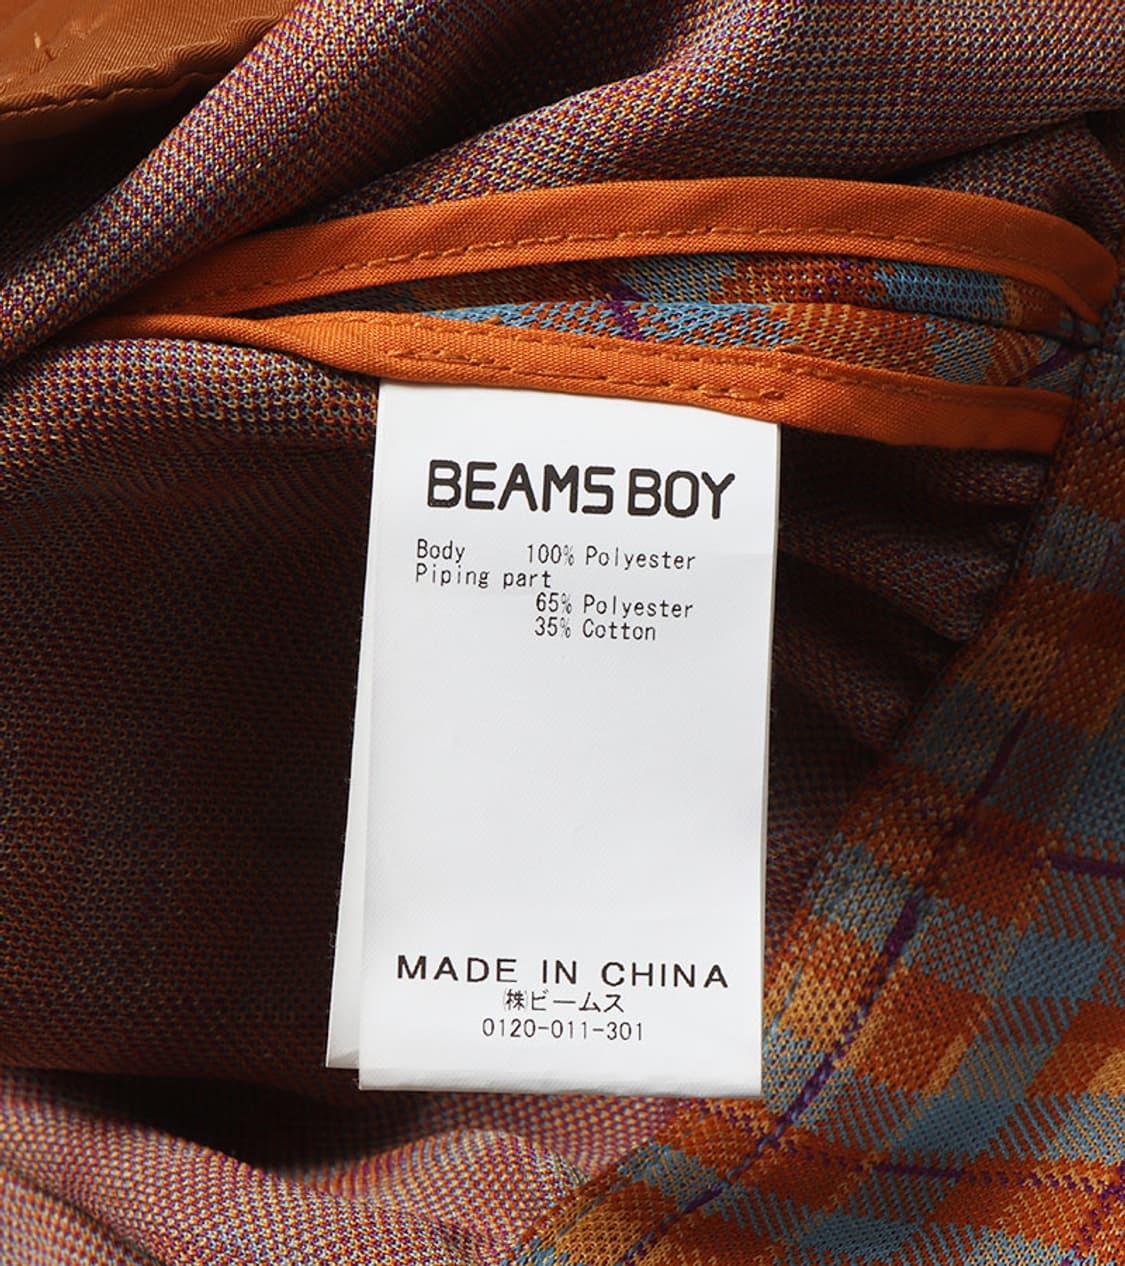 BEAMS BOY
Body 100% Polyester
Piping part
65% Polyester
35% Cotton
MADE IN CHINA
㈱ビームス
0120-011-301